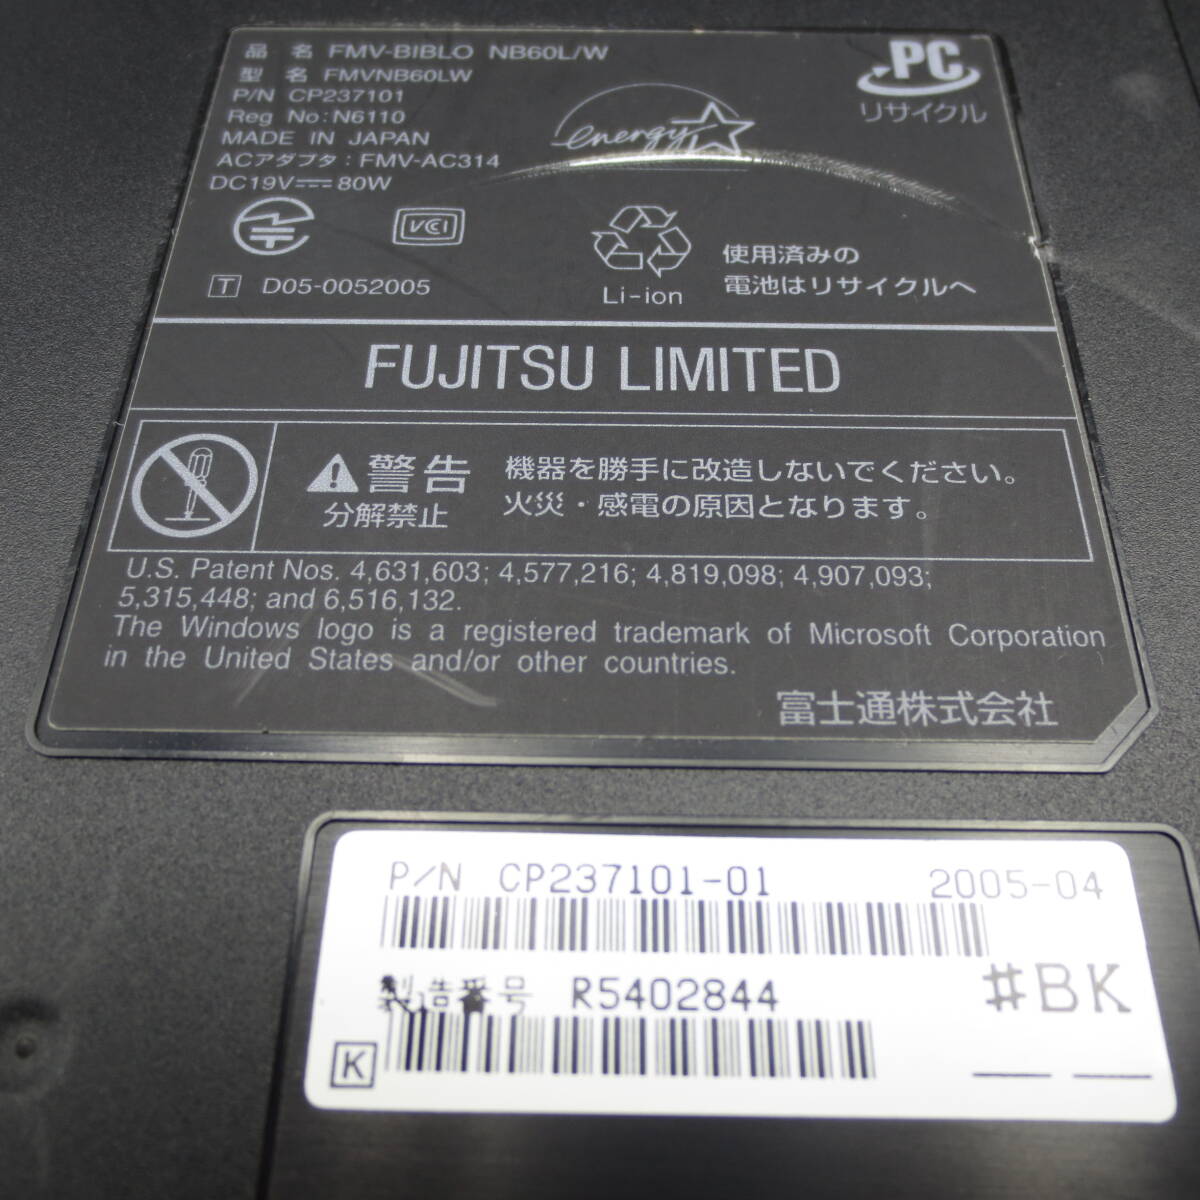 品名 FMV-BIBLO NB60L/W
型名 FMVNB60LW
P/N CP237101
Reg No:N6110
MADE IN JAPAN
ACアダプタ:FMV-AC314
DC19V⎓80W
energy
PC
リサイクル
VCI
T D05-0052005
Li-ion
使用済みの
電池はリサイクルへ
FUJITSU LIMITED
警告
分解禁止
機器を勝手に改造しないでください。
火災・感電の原因となります。
U.S. Patent Nos. 4,631,603; 4,577,216; 4,819,098; 4,907,093;
5,315,448; and 6,516,132.
The Windows logo is a registered trademark of Microsoft Corporation
in the United States and/or other countries.
富士通株式会社
P/N CP237101-01 2005-04
製造番号 R5402844 #BK
K